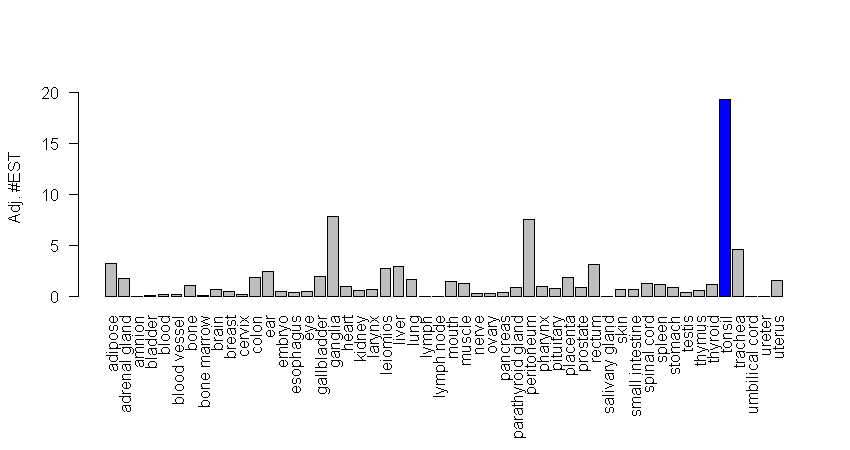 Adj. #EST
20
15
10
5
0
adipose
adrenal gland
amnion
bladder
blood
blood vessel
bone
bone marrow
brain
breast
cervix
colon
ear
embryo
esophagus
eye
gallbladder
ganglia
heart
kidney
larynx
leiomios
liver
lung
lymph
lymph node
mouth
muscle
nerve
ovary
pancreas
parathyroid gland
peritoneum
pharynx
pituitary
placenta
prostate
rectum
salivary gland
skin
small intestine
spinal cord
spleen
stomach
testis
thymus
thyroid
tonsil
trachea
umbilical cord
ureter
uterus